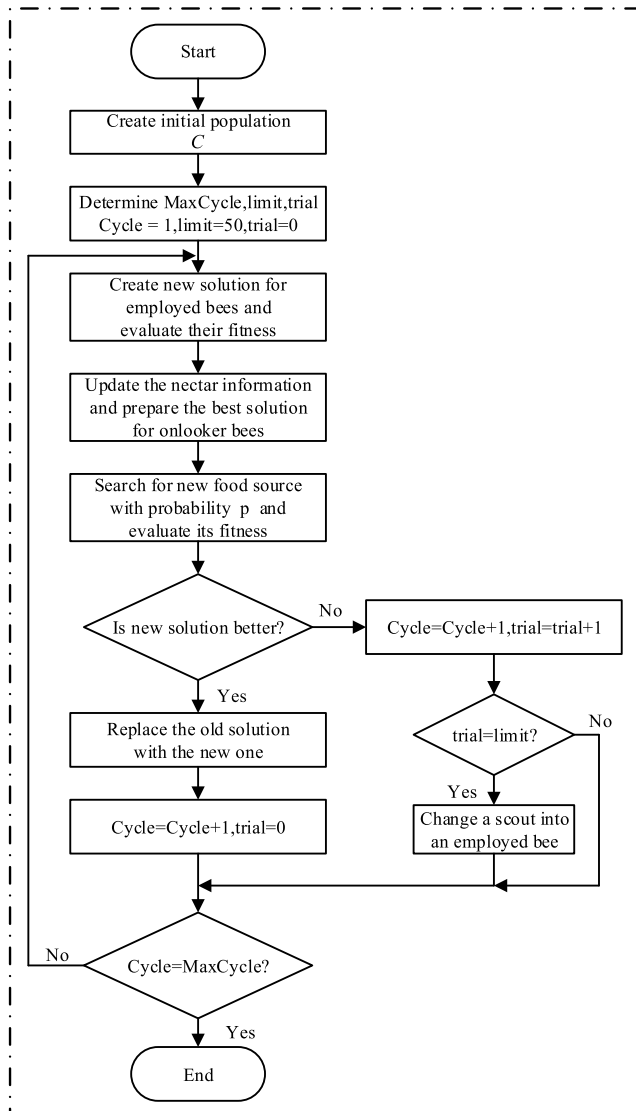 Start
Create initial population
C
Determine MaxCycle,limit,trial
Cycle = 1,limit=50,trial=0
Create new solution for
employed bees and
evaluate their fitness
Update the nectar information
and prepare the best solution
for onlooker bees
Search for new food source
with probability p and
evaluate its fitness
Is new solution better?
No
Cycle=Cycle+1,trial=trial+1
Yes
Replace the old solution
with the new one
trial=limit?
No
Yes
Cycle=Cycle+1,trial=0
Change a scout into
an employed bee
No
Cycle=MaxCycle?
Yes
End